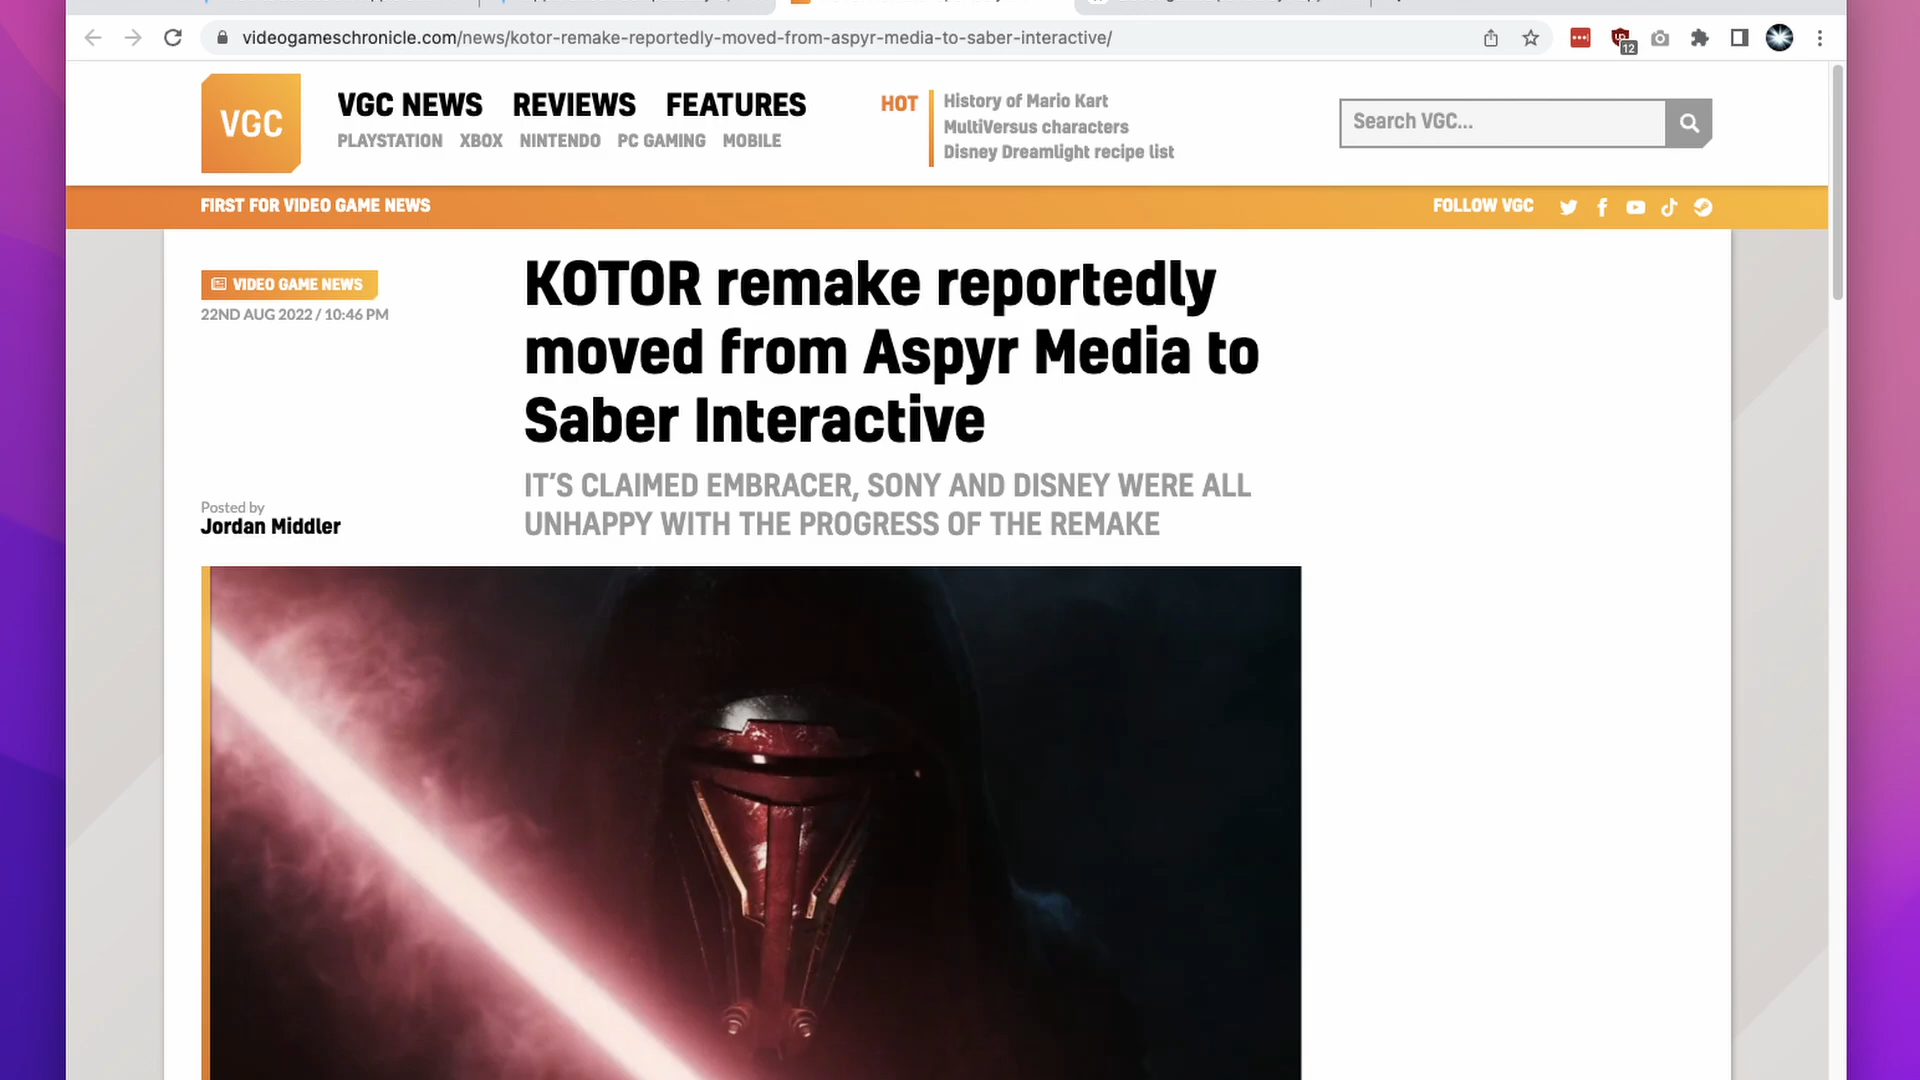 videogameschronicle.com/news/kotor-remake-reportedly-moved-from-aspyr-media-to-saber-interactive/
12
VGC
VGC NEWS REVIEWS FEATURES
PLAYSTATION XBOX NINTENDO PC GAMING MOBILE
HOT
History of Mario Kart
MultiVersus characters
Disney Dreamlight recipe list
Search VGC...
FIRST FOR VIDEO GAME NEWS
FOLLOW VGC
VIDEO GAME NEWS
22ND AUG 2022 / 10:46 PM
KOTOR remake reportedly
moved from Aspyr Media to
Saber Interactive
IT'S CLAIMED EMBRACER, SONY AND DISNEY WERE ALL
UNHAPPY WITH THE PROGRESS OF THE REMAKE
Posted by
Jordan Middler